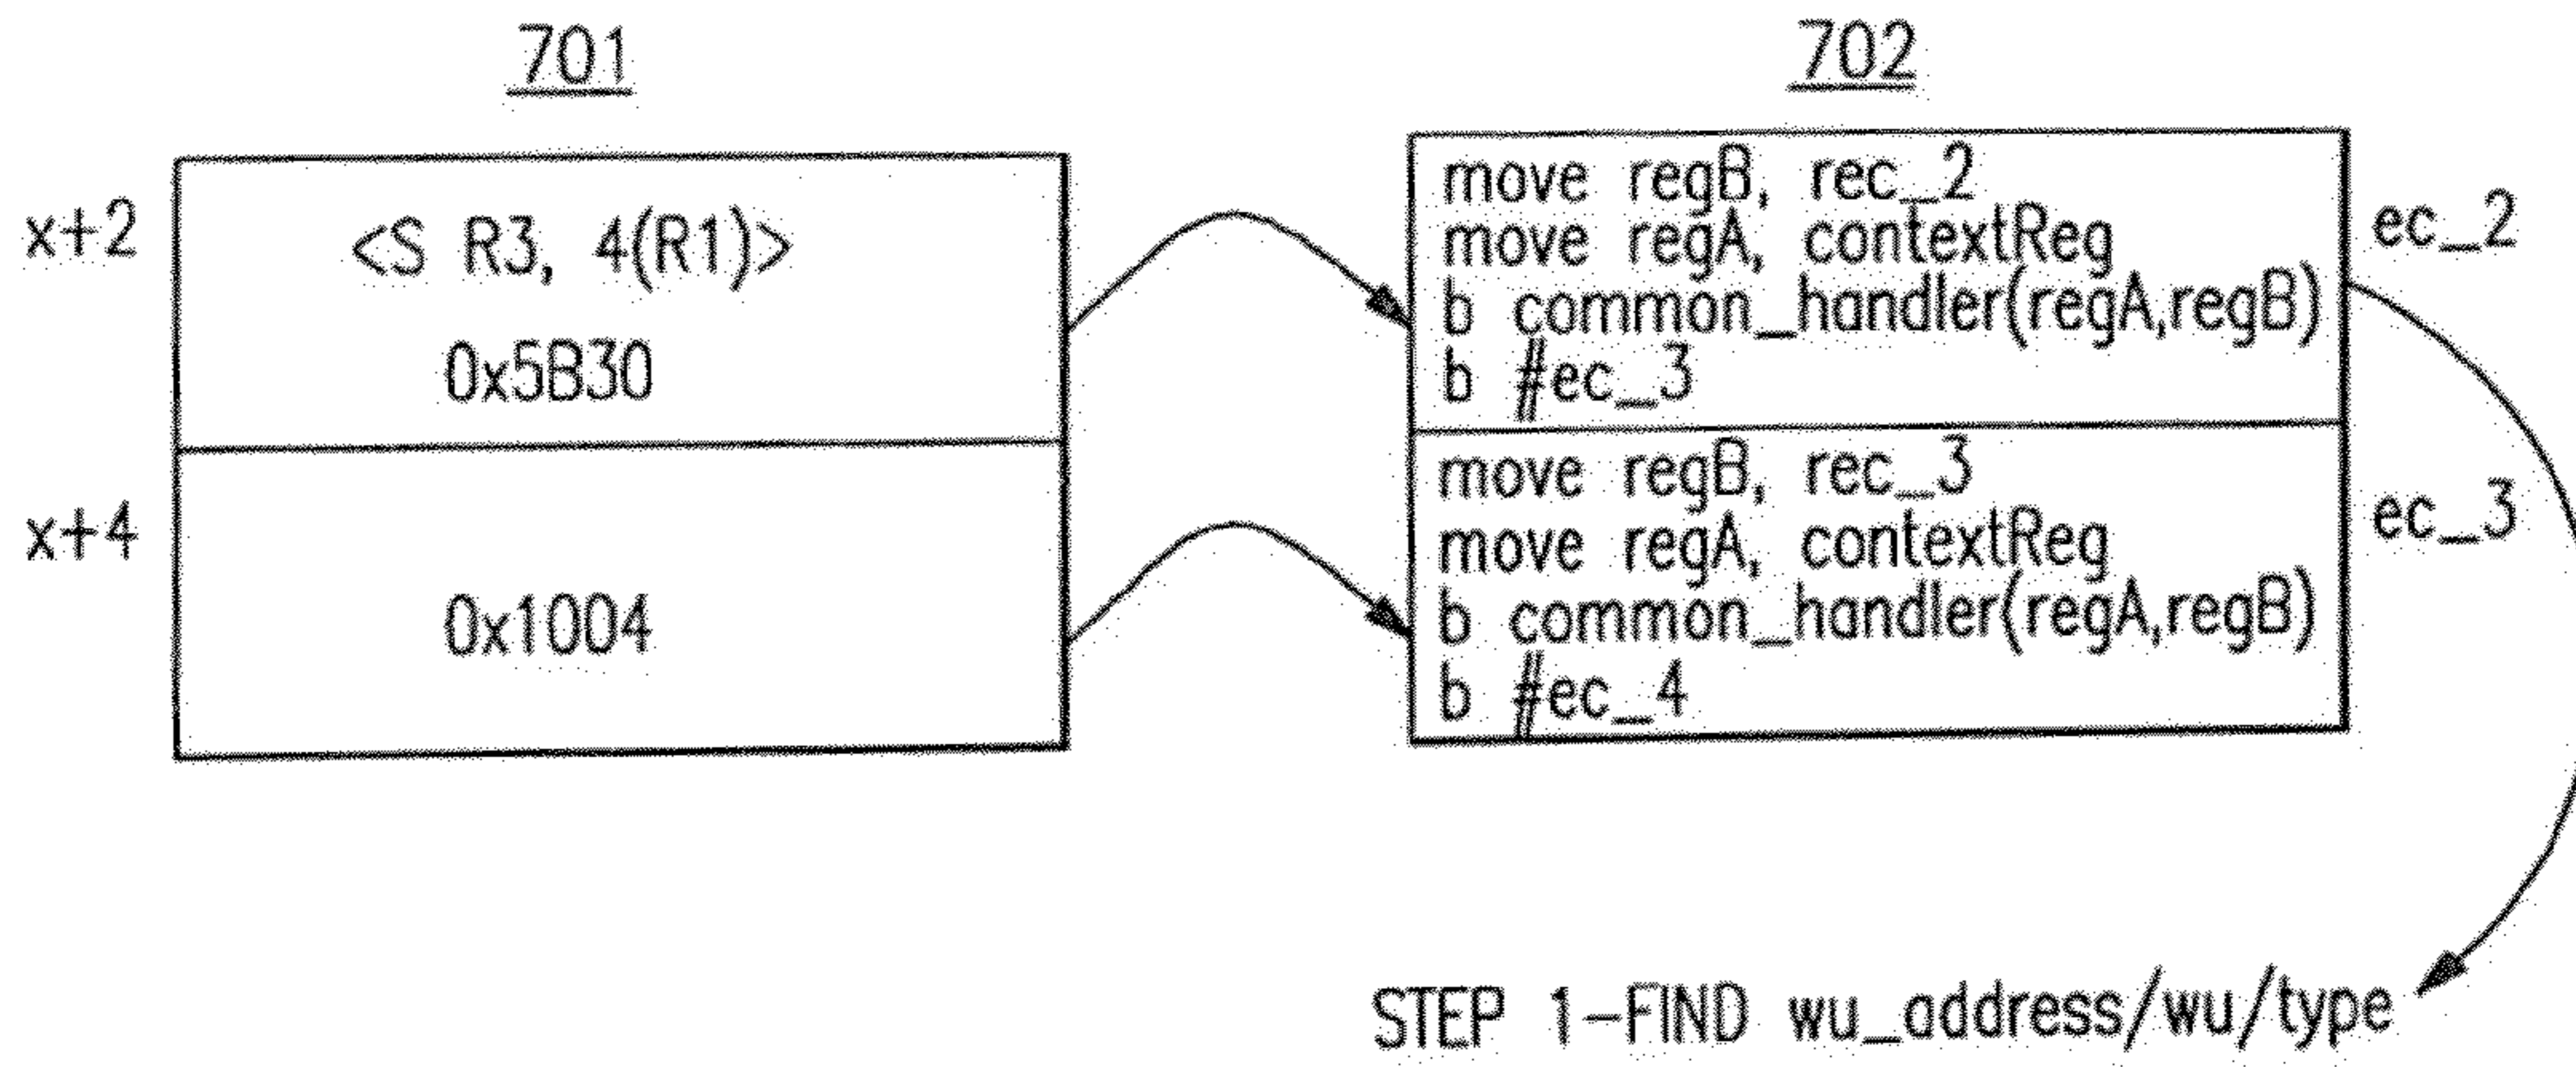 701
702
x+2
<S R3, 4(R1)>
0x5B30
x+4
0x1004
move regB, rec_2
move regA, contextReg
b common_handler(regA,regB)
b #ec_3
ec_2
move regB, rec_3
move regA, contextReg
b common_handler(regA,regB)
b #ec_4
ec_3
STEP 1-FIND wu_address/wu/type